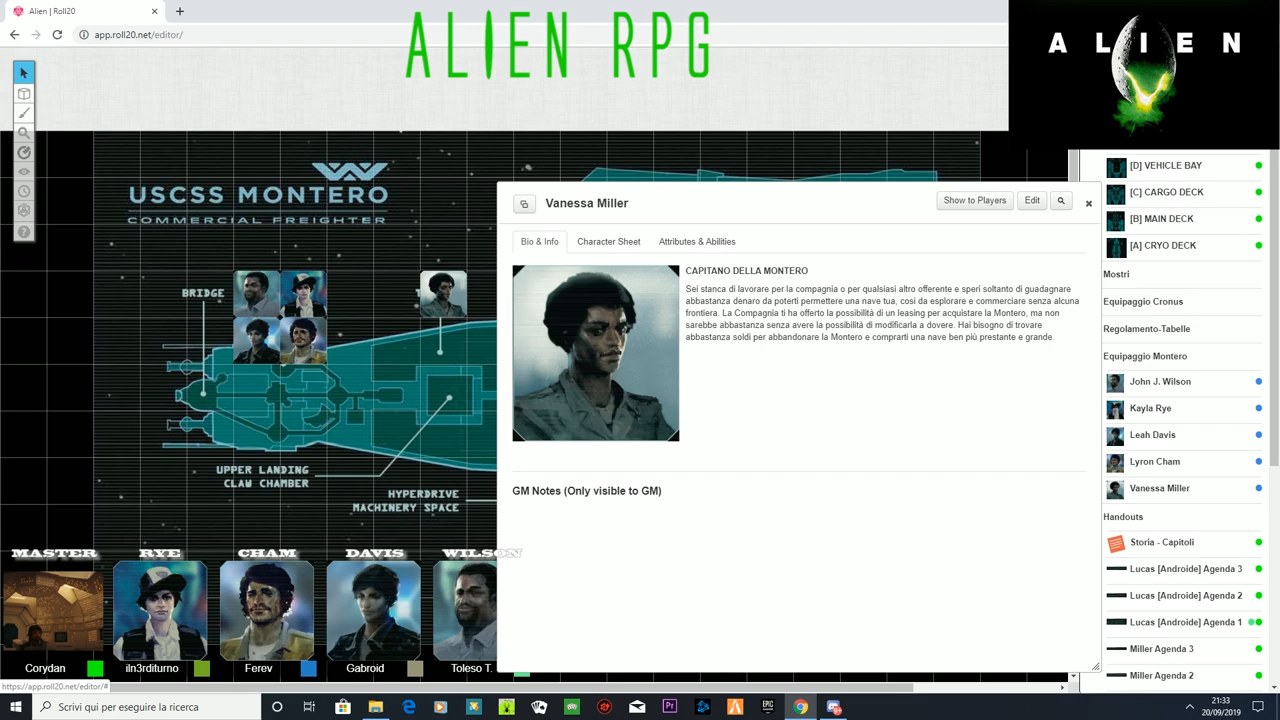 Alien | Roll20
app.roll20.net/editor/
ALIEN RPG
ALIEN
USCSS MONTERO
COMMERCIAL FREIGHTER
BRIDGE
UPPER LANDING
CLAW CHAMBER
HYPERDRIVE
MACHINERY SPACE
Vanessa Miller
Show to Players
Edit
Bio & Info
Character Sheet
Attributes & Abilities
CAPITANO DELLA MONTERO
Sei stanca di lavorare per la compagnia o per qualsiasi altro offerente e speri soltanto di guadagnare
abbastanza denaro da poterti permettere una nave tua, cosi da esplorare e commerciare senza alcuna
frontiera. La Compagnia ti ha offerto la possibilità di un leasing per acquistare la Montero, ma non
sarebbe abbastanza senza avere la possibilità di modificarla a dovere. Hai bisogno di trovare
abbastanza soldi per abbandonare la Montero e comprarti una nave ben più prestante e grande.
GM Notes (Only visible to GM)
[D] VEHICLE BAY
[C] CARGO DECK
[B] MAIN DECK
[A] CRYO DECK
Mostri
Equipaggio Cronus
Regolamento-Tabelle
Equipaggio Montero
John J. Wilson
Kayla Rye
Leah Davis
Lyron Cham
Vanessa Miller
Handouts
Storia - Capitoli
Lucas [Androide] Agenda 3
Lucas [Androide] Agenda 2
Lucas [Androide] Agenda 1
Miller Agenda 3
Miller Agenda 2
MASTER
RYE
CHAM
DAVIS
WILSON
Corydan
iln3rditurno
Ferev
Gabroid
Toleso T.
https://app.roll20.net/editor/#
Scrivi qui per eseguire la ricerca
21:33
20/09/2019